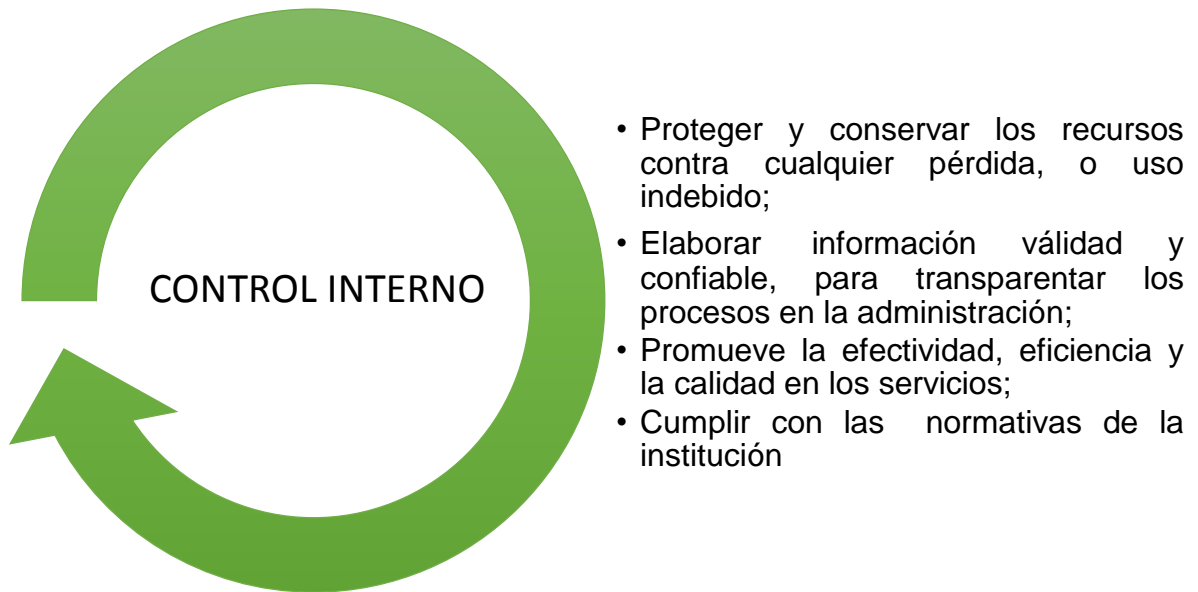 CONTROL INTERNO
• Proteger y conservar los recursos
contra cualquier pérdida, o uso
indebido;
• Elaborar información válidad y
confiable, para transparentar los
procesos en la administración;
• Promueve la efectividad, eficiencia y
la calidad en los servicios;
• Cumplir con las normativas de la
institución